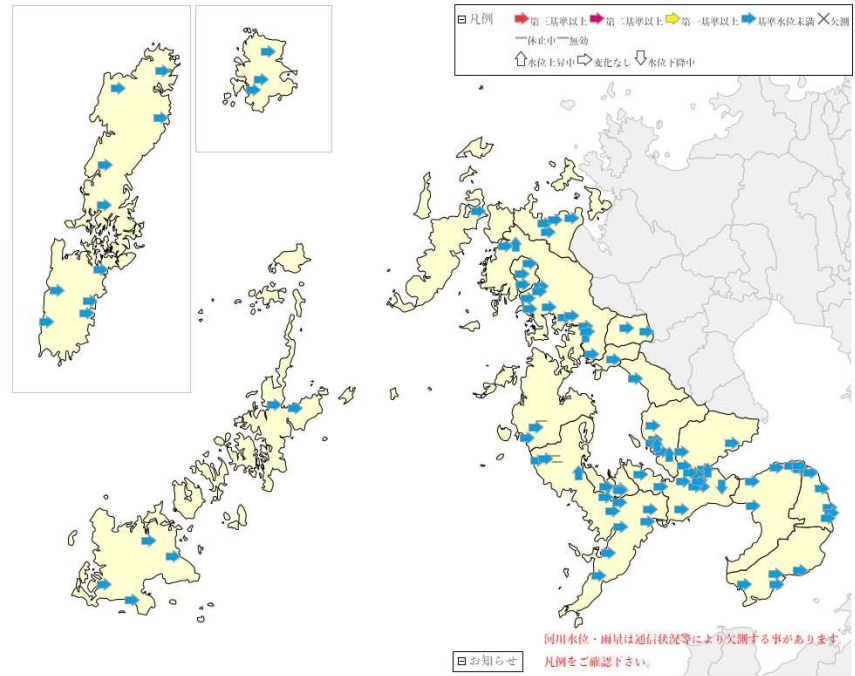 凡例 第三基準以上 第二基準以上 第一基準以上 基準水位未満 欠測
休止中 無効
水位上昇中 変化なし 水位下降中
河川水位・雨量は通信状況等により欠測する事があります
お知らせ 凡例をご確認下さい。